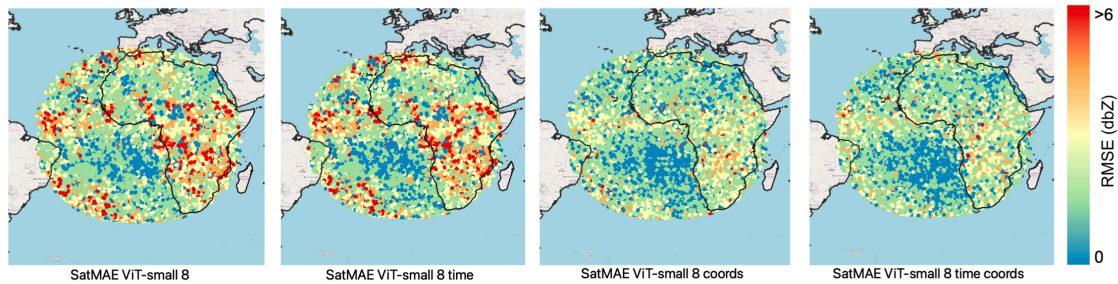 >6
RMSE (dbZ)
0
SatMAE ViT-small 8
SatMAE ViT-small 8 time
SatMAE ViT-small 8 coords
SatMAE ViT-small 8 time coords